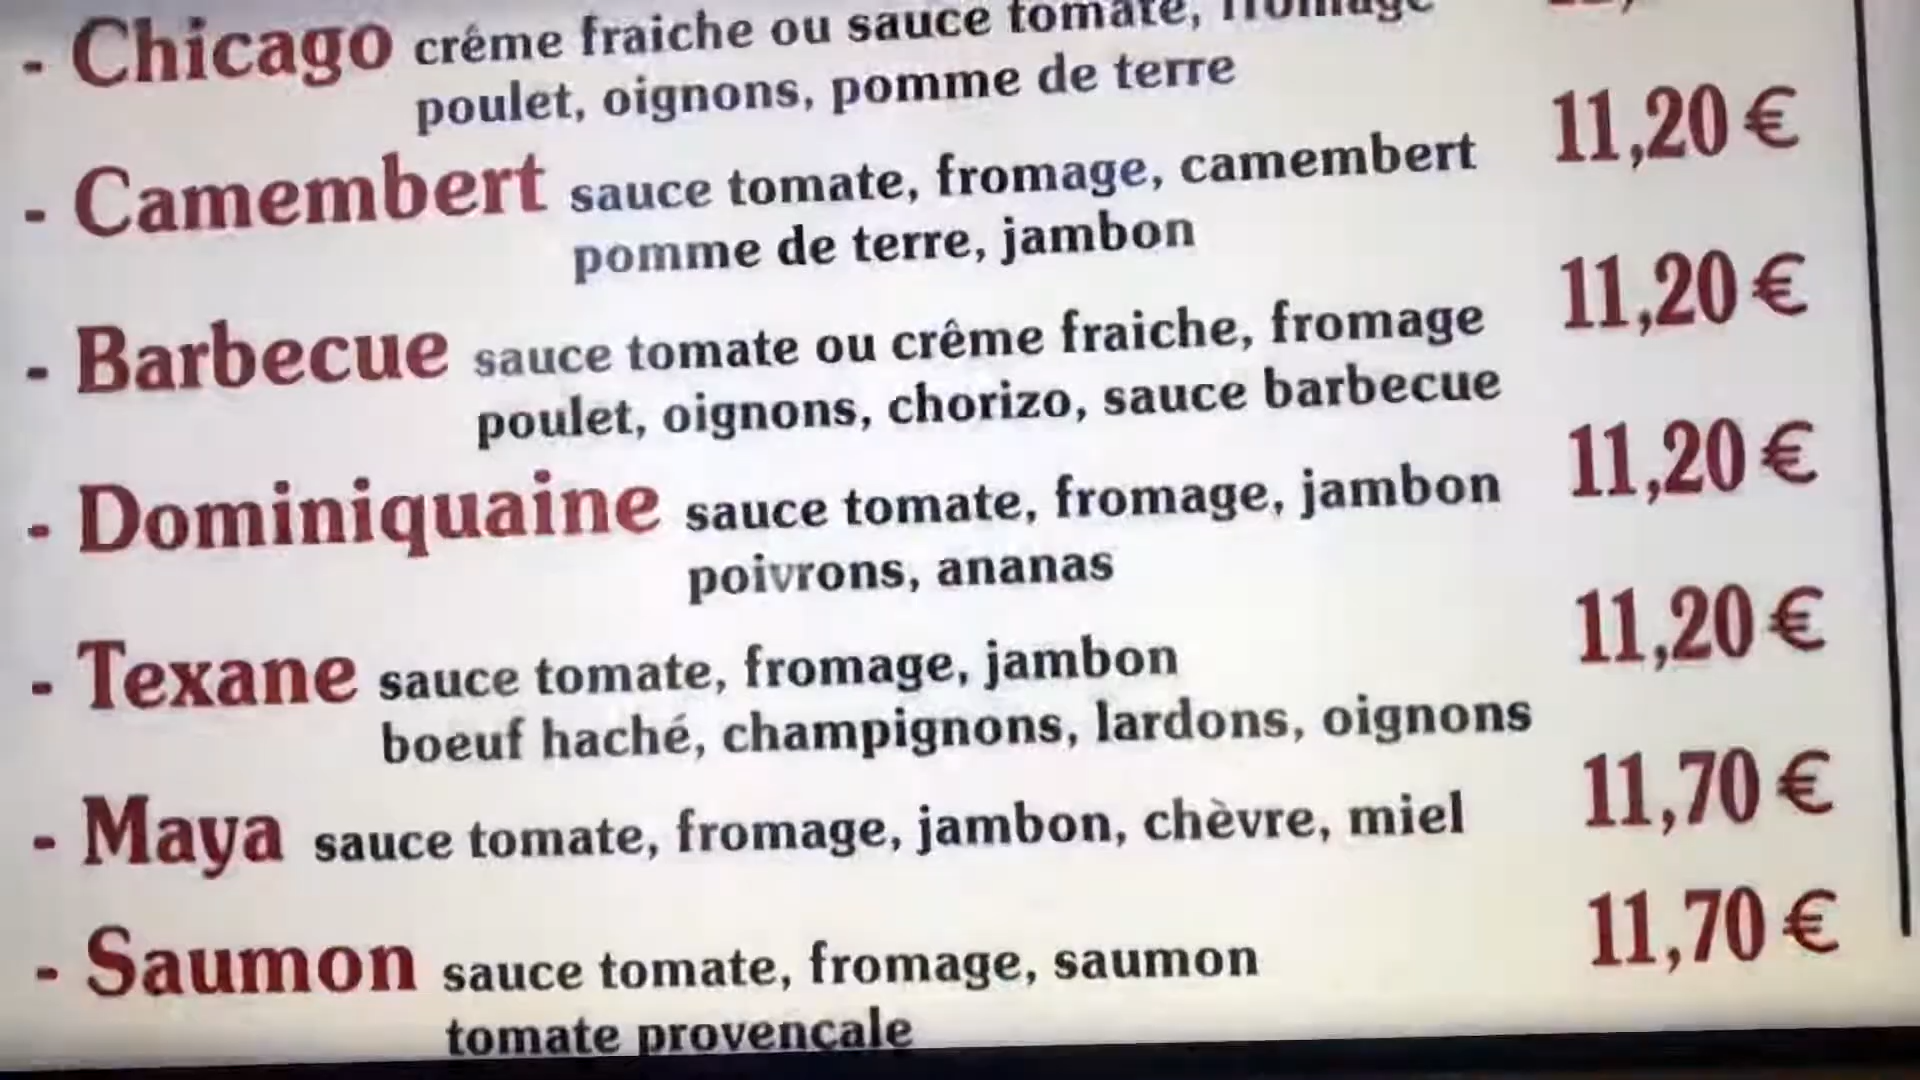 - Chicago créme fraiche ou sauce tomate, fromage
poulet, oignons, pomme de terre
- Camembert sauce tomate, fromage, camembert 11,20 €
pomme de terre, jambon
- Barbecue sauce tomate ou crême fraiche, fromage 11,20 €
poulet, oignons, chorizo, sauce barbecue
- Dominiquaine sauce tomate, fromage, jambon 11,20 €
poivrons, ananas
- Texane sauce tomate, fromage, jambon 11,20 €
boeuf haché, champignons, lardons, oignons
- Maya sauce tomate, fromage, jambon, chèvre, miel 11,70 €
- Saumon sauce tomate, fromage, saumon 11,70 €
tomate provençale